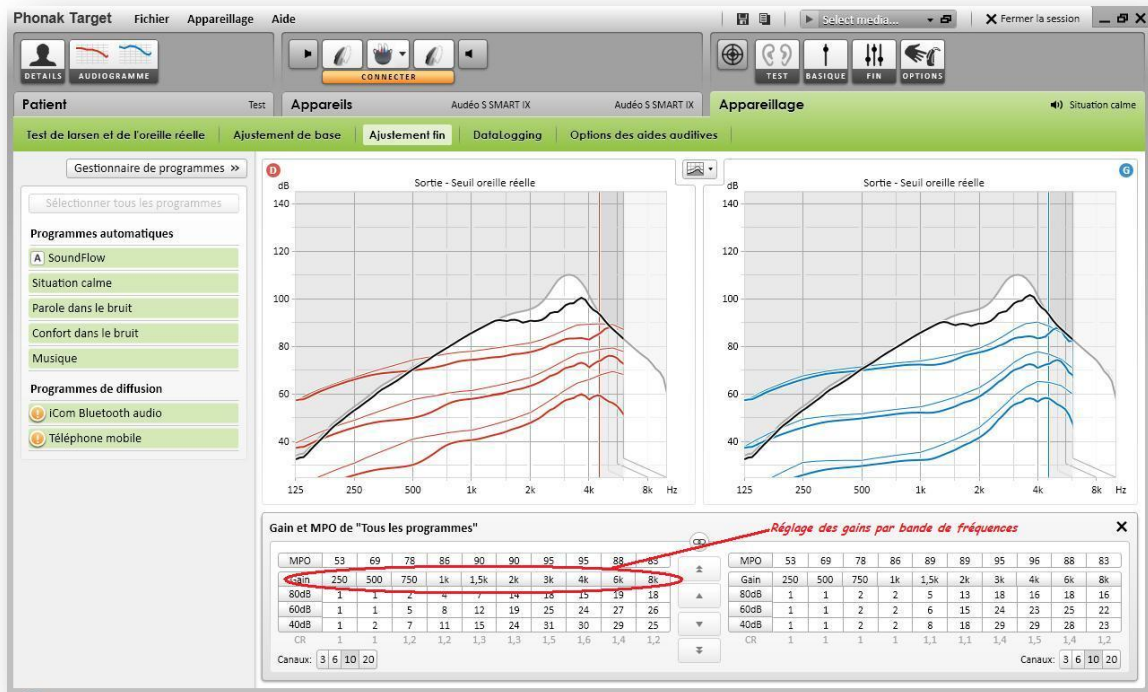 Phonak Target Fichier Appareillage Aide Select media... Fermer la session
DETAILS AUDIOGRAMME CONNECTER TEST BASIQUE FIN OPTIONS
Patient Test Appareils Audéo S SMART IX Audéo S SMART IX Appareillage Situation calme
Test de larsen et de l'oreille réelle Ajustement de base Ajustement fin DataLogging Options des aides auditives
Gestionnaire de programmes »
Sélectionner tous les programmes
Programmes automatiques
A SoundFlow
Situation calme
Parole dans le bruit
Confort dans le bruit
Musique
Programmes de diffusion
iCom Bluetooth audio
Téléphone mobile
D
dB Sortie - Seuil oreille réelle
140
120
100
80
60
40
125 250 500 1k 2k 4k 8k Hz
G
dB Sortie - Seuil oreille réelle
140
120
100
80
60
40
125 250 500 1k 2k 4k 8k Hz
Gain et MPO de "Tous les programmes" Réglage des gains par bande de fréquences
MPO 53 69 78 86 90 90 95 95 88 83
Gain 250 500 750 1k 1,5k 2k 3k 4k 6k 8k
80dB 1 1 2 4 7 14 18 15 19 18
60dB 1 1 5 8 12 19 25 24 27 26
40dB 1 2 7 11 15 24 31 30 29 25
CR 1 1 1,2 1,2 1,3 1,3 1,5 1,6 1,4 1,2
Canaux: 3 6 10 20
MPO 53 69 78 86 89 89 95 96 88 83
Gain 250 500 750 1k 1,5k 2k 3k 4k 6k 8k
80dB 1 1 2 2 5 13 18 16 18 16
60dB 1 1 2 2 6 15 24 23 25 22
40dB 1 1 2 2 8 18 29 29 28 23
CR 1 1 1 1 1,1 1,1 1,4 1,5 1,4 1,2
Canaux: 3 6 10 20